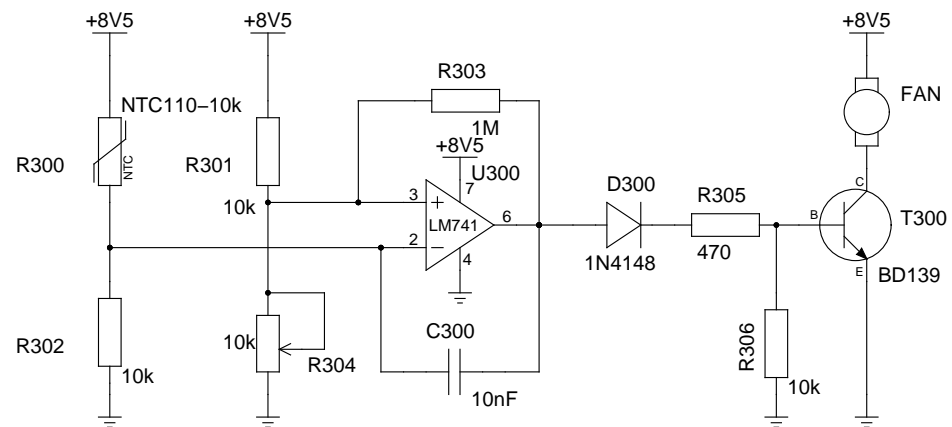 +8V5
+8V5
+8V5
R303
NTC110–10k
FAN
1M
+8V5
R300
NTC
R301
U300
7
D300
R305
C
10k
3
+
LM741
6
B
T300
2
–
4
1N4148
470
E
BD139
R302
10k
10k
R304
C300
10nF
R306
10k